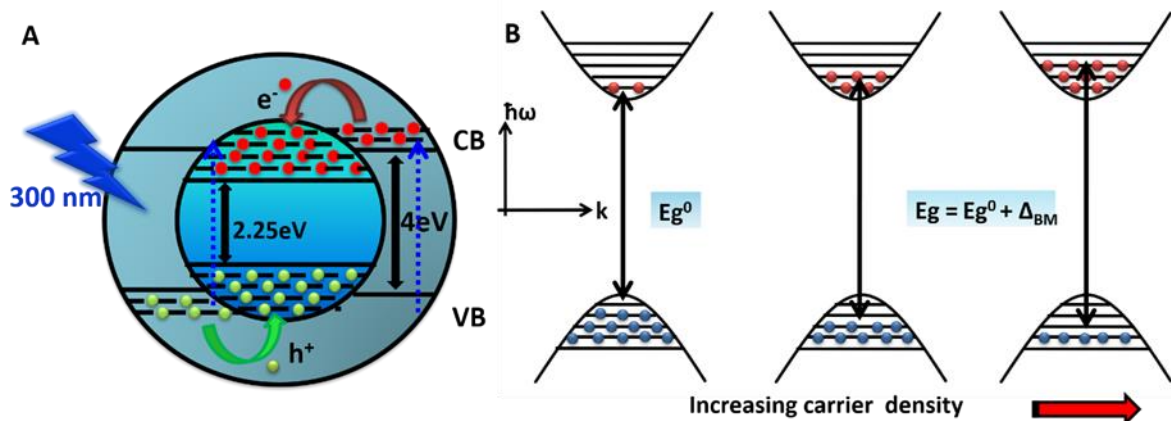 A
e-
CB
300 nm
2.25eV
4eV
VB
h+
B
ħω
k
Eg⁰
Eg = Eg⁰ + Δ_BM
Increasing carrier density